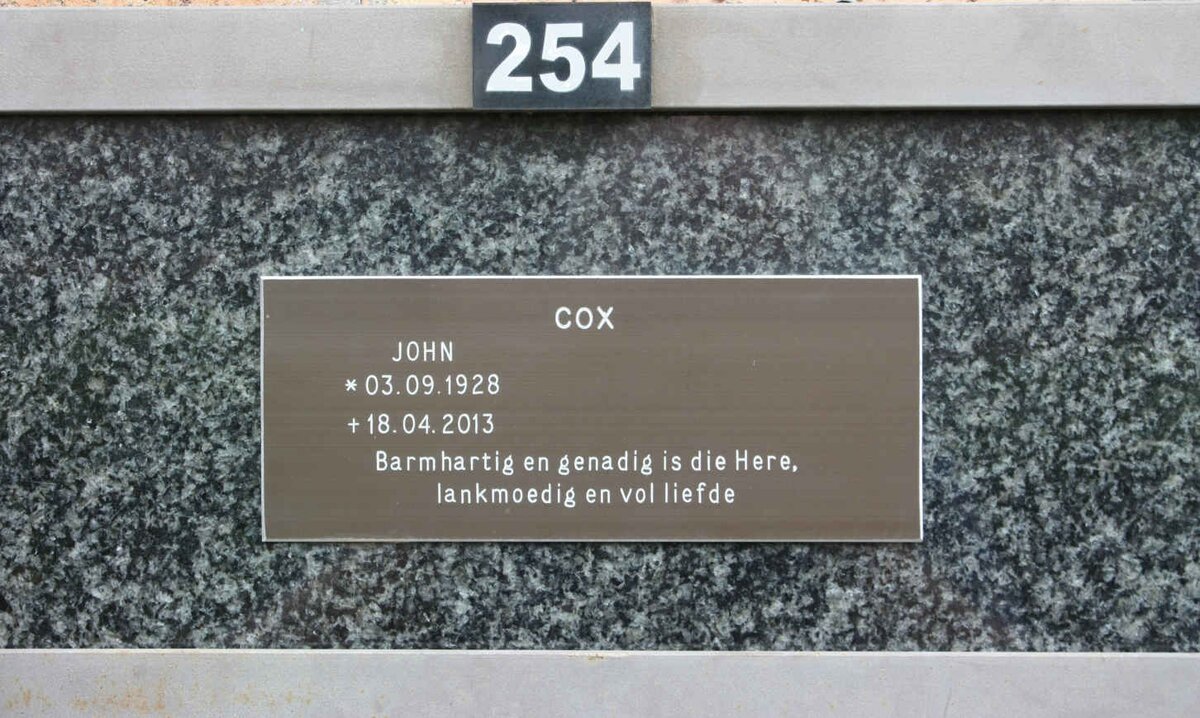 254
COX
JOHN
* 03.09.1928
+ 18.04.2013
Barmhartig en genadig is die Here,
lankmoedig en vol liefde